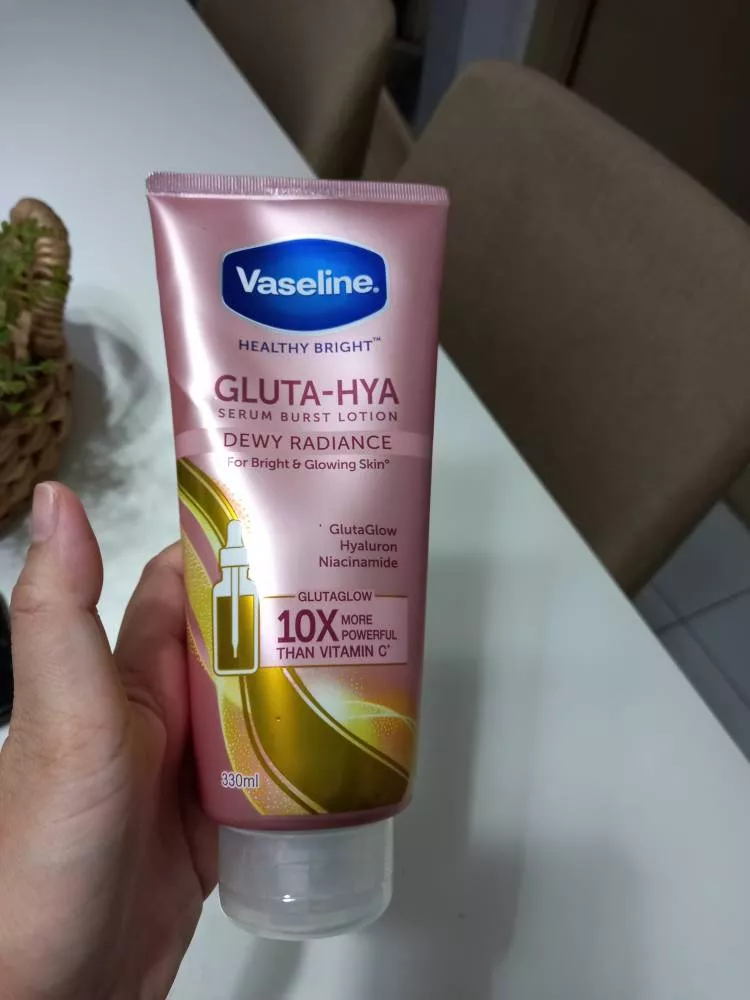 Vaseline.
HEALTHY BRIGHT™
GLUTA-HYA
SERUM BURST LOTION
DEWY RADIANCE
For Bright & Glowing Skin°
GlutaGlow
Hyaluron
Niacinamide
GLUTAGLOW
10X MORE
POWERFUL
THAN VITAMIN C*
330ml